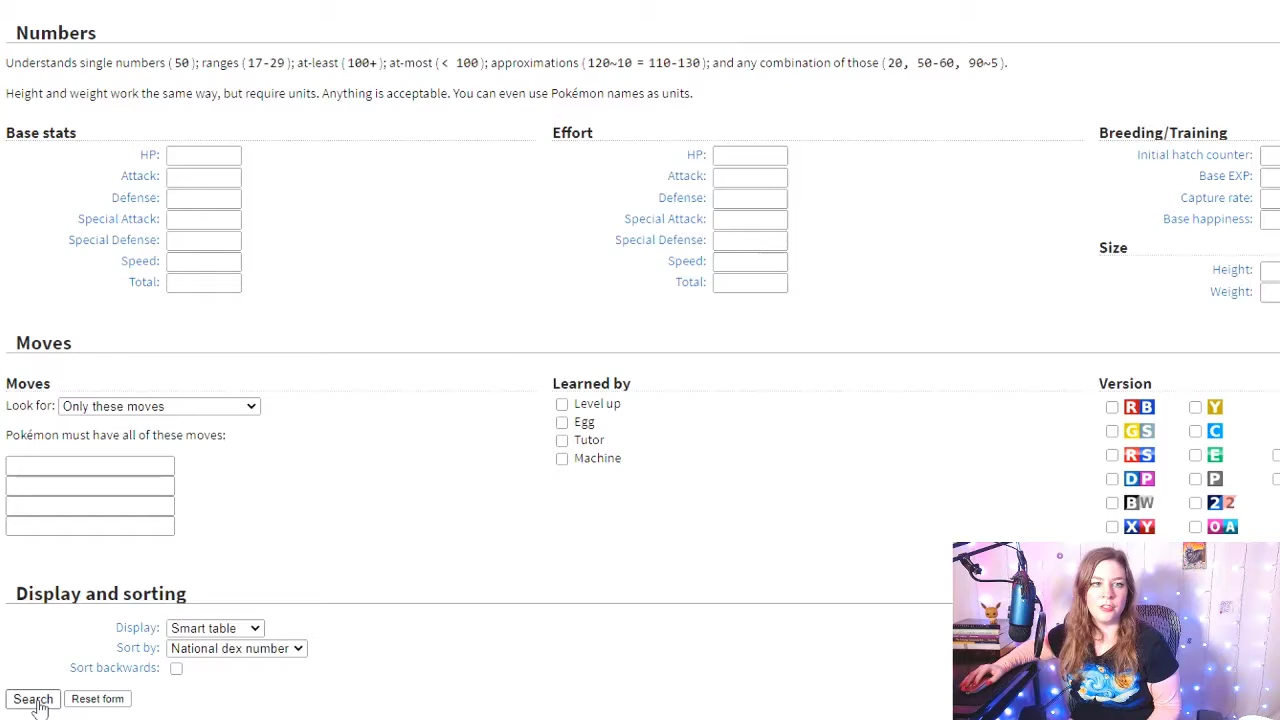 Numbers
Understands single numbers ( 50 ); ranges ( 17-29 ); at-least ( 100+ ); at-most ( < 100 ); approximations ( 120~10 = 110-130 ); and any combination of those ( 20, 50-60, 90~5 ).
Height and weight work the same way, but require units. Anything is acceptable. You can even use Pokémon names as units.
Base stats
HP:
Attack:
Defense:
Special Attack:
Special Defense:
Speed:
Total:
Effort
HP:
Attack:
Defense:
Special Attack:
Special Defense:
Speed:
Total:
Breeding/Training
Initial hatch counter:
Base EXP:
Capture rate:
Base happiness:
Size
Height:
Weight:
Moves
Moves
Look for: Only these moves
Pokémon must have all of these moves:
Learned by
Level up
Egg
Tutor
Machine
Version
RB Y
GS C
RS E
DP P
BW 22
XY OA
Display and sorting
Display: Smart table
Sort by: National dex number
Sort backwards:
Search Reset form